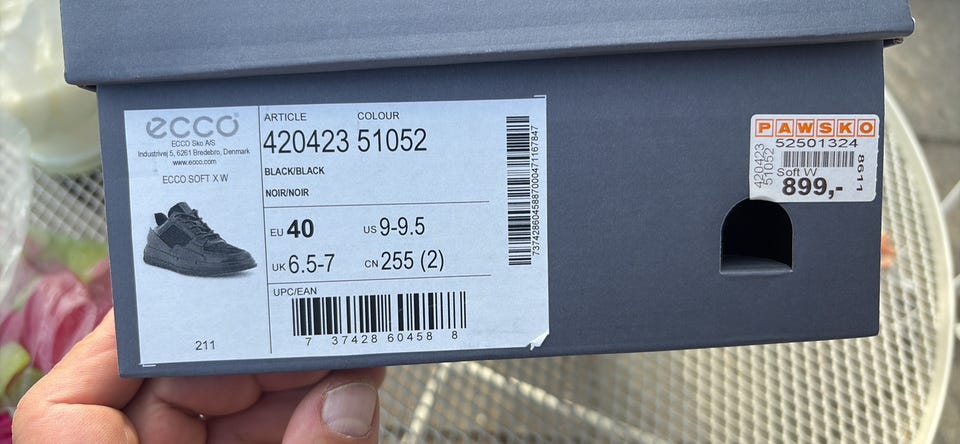 ecco
ECCO Sko A/S
Industrivej 5, 6261 Bredebro, Denmark
www.ecco.com
ECCO SOFT X W
211
ARTICLE COLOUR
420423 51052
BLACK/BLACK
NOIR/NOIR
EU 40 US 9-9.5
UK 6.5-7 CN 255 (2)
UPC/EAN
7 37428 60458 8
737428604588700047116784​7
PAWSKO
52501324
420423
51052
8611
Soft W
899,-